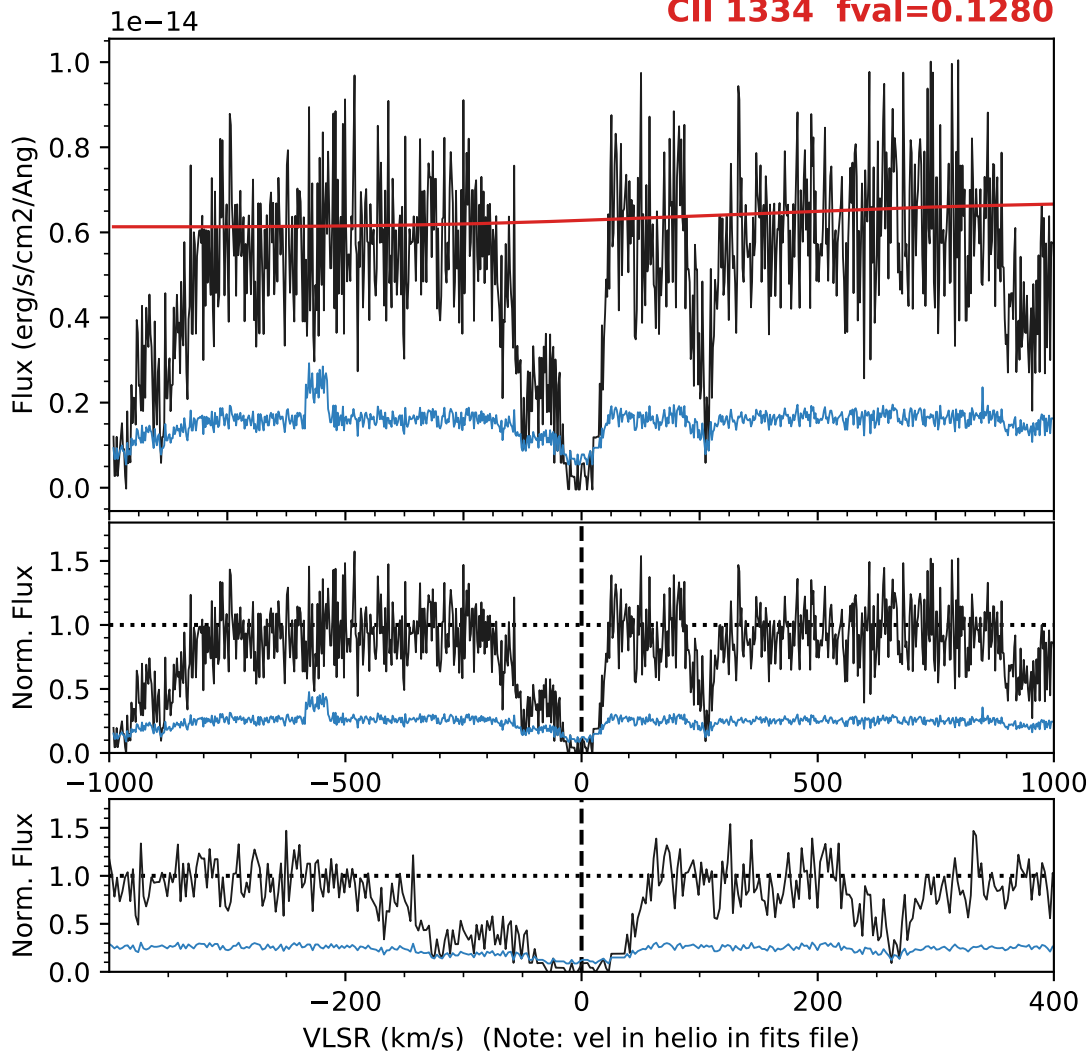 1e−14
CII 1334 fval=0.1280
1.0
0.8
0.6
0.4
0.2
0.0
Flux (erg/s/cm2/Ang)
1.5
1.0
0.5
0.0
Norm. Flux
−1000 −500 0 500 1000
1.5
1.0
0.5
0.0
Norm. Flux
−200 0 200 400
VLSR (km/s) (Note: vel in helio in fits file)